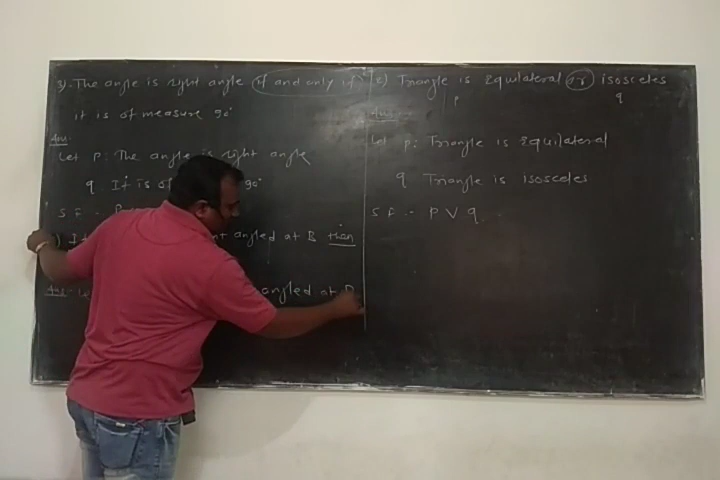 3). The angle is right angle if and only if
it is of measure 90°
Ans:-
Let P: The angle is right angle
q: It is of 90°
S F :- P
angled at B then
Ans:- Le angled at B
Triangle is Equilateral or isosceles
p q
Ans:-
Let p: Triangle is Equilateral
q Triangle is isosceles
S F :- P V q.